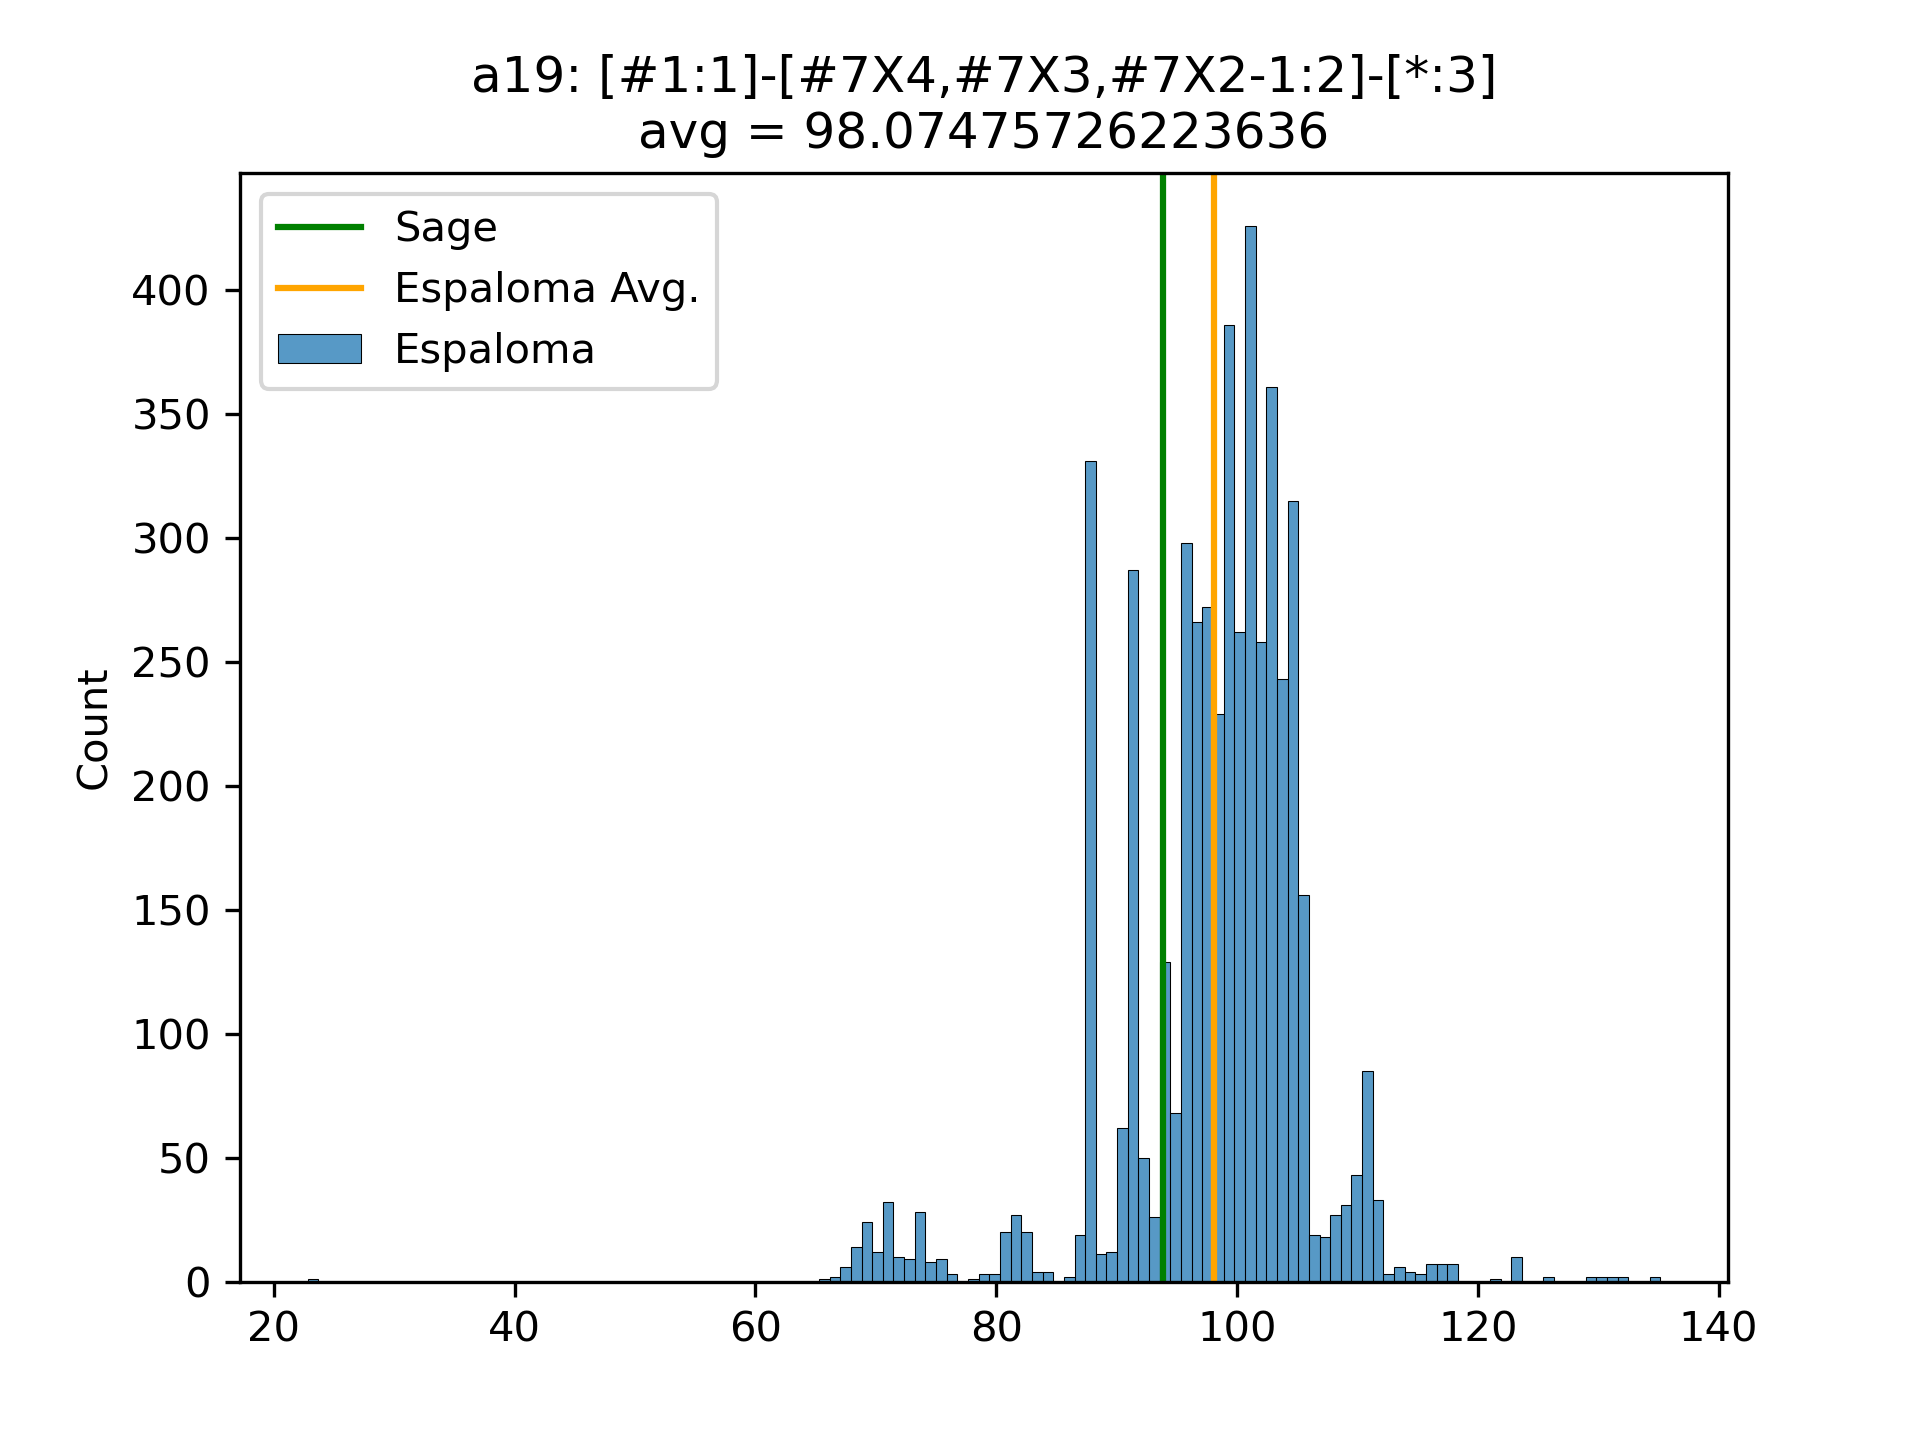 a19: [#1:1]-[#7X4,#7X3,#7X2-1:2]-[*:3]
avg = 98.07475726223636
Sage
Espaloma Avg.
Espaloma
Count
400
350
300
250
200
150
100
50
0
20 40 60 80 100 120 140